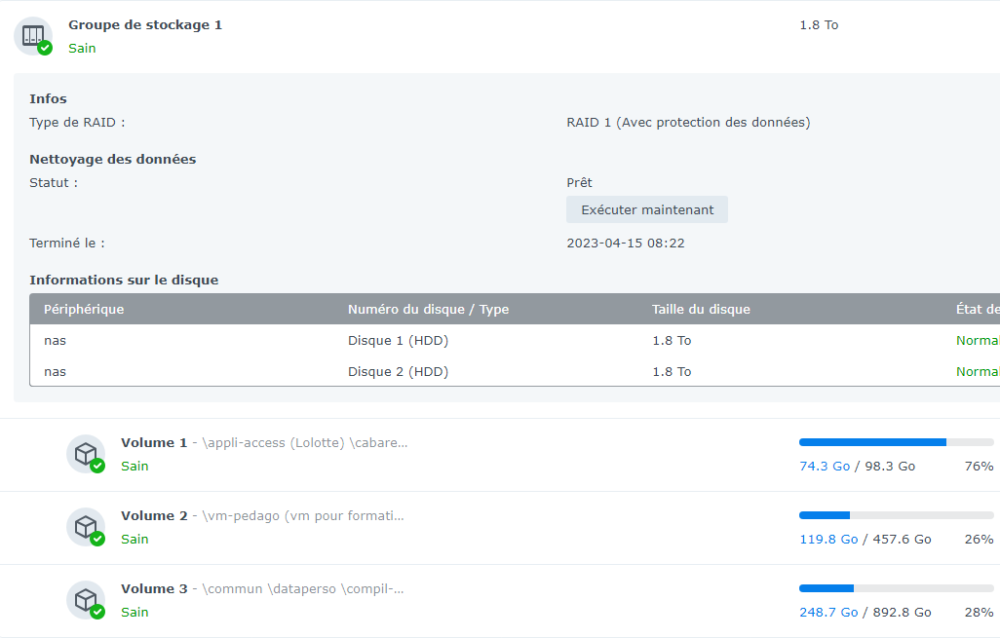 Groupe de stockage 1 1.8 To
Sain
Infos
Type de RAID : RAID 1 (Avec protection des données)
Nettoyage des données
Statut : Prêt
Exécuter maintenant
Terminé le : 2023-04-15 08:22
Informations sur le disque
Périphérique Numéro du disque / Type Taille du disque État de
nas Disque 1 (HDD) 1.8 To Normal
nas Disque 2 (HDD) 1.8 To Normal
Volume 1 - \appli-access (Lolotte) \cabare...
Sain 74.3 Go / 98.3 Go 76%
Volume 2 - \vm-pedago (vm pour formati...
Sain 119.8 Go / 457.6 Go 26%
Volume 3 - \commun \dataperso \compil-...
Sain 248.7 Go / 892.8 Go 28%